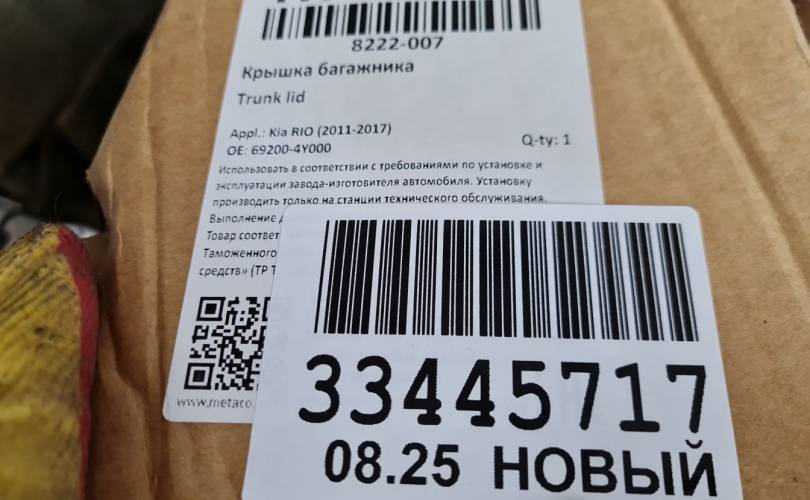 8222-007
Крышка багажника
Trunk lid
Appl.: Kia RIO (2011-2017)
OE: 69200-4Y000
Q-ty: 1
Использовать в соответствии с требованиями по установке и
эксплуатации завода-изготовителя автомобиля. Установку
производить только на станции технического обслуживания.
Выполнение
Товар соответ
Таможенного
средств» (ТР Т
www.metaco.
33445717
08.25 НОВЫЙ